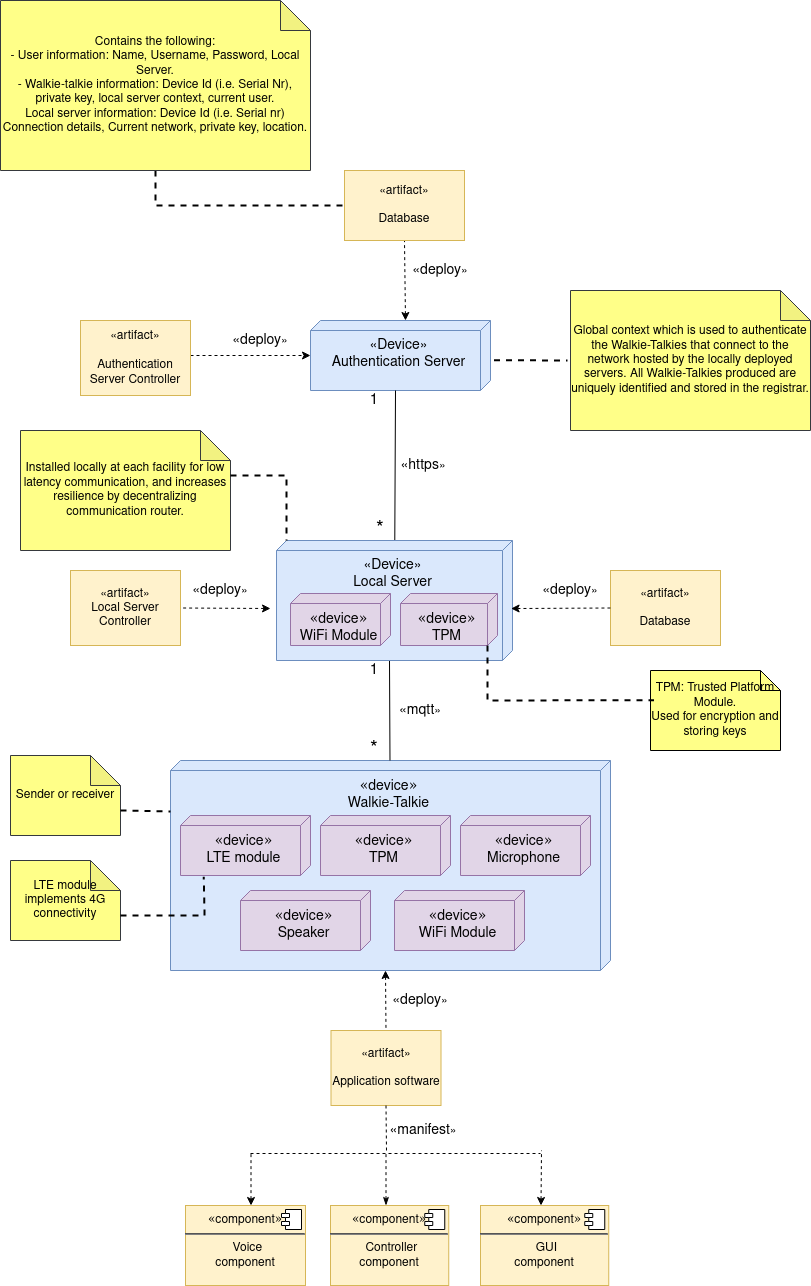 Contains the following:
- User information: Name, Username, Password, Local
Server.
- Walkie-talkie information: Device Id (i.e. Serial Nr),
private key, local server context, current user.
Local server information: Device Id (i.e. Serial nr)
Connection details, Current network, private key, location.
«artifact»
Database
«deploy»
«artifact»
Authentication
Server Controller
«deploy»
«Device»
Authentication Server
Global context which is used to authenticate
the Walkie-Talkies that connect to the
network hosted by the locally deployed
servers. All Walkie-Talkies produced are
uniquely identified and stored in the registrar.
1
«https»
*
Installed locally at each facility for low
latency communication, and increases
resilience by decentralizing
communication router.
«Device»
Local Server
«device»
WiFi Module
«device»
TPM
«artifact»
Local Server
Controller
«deploy»
«deploy»
«artifact»
Database
TPM: Trusted Platform
Module.
Used for encryption and
storing keys
1
«mqtt»
*
Sender or receiver
«device»
Walkie-Talkie
«device»
LTE module
«device»
TPM
«device»
Microphone
LTE module
implements 4G
connectivity
«device»
Speaker
«device»
WiFi Module
«deploy»
«artifact»
Application software
«manifest»
«component»
Voice
component
«component»
Controller
component
«component»
GUI
component